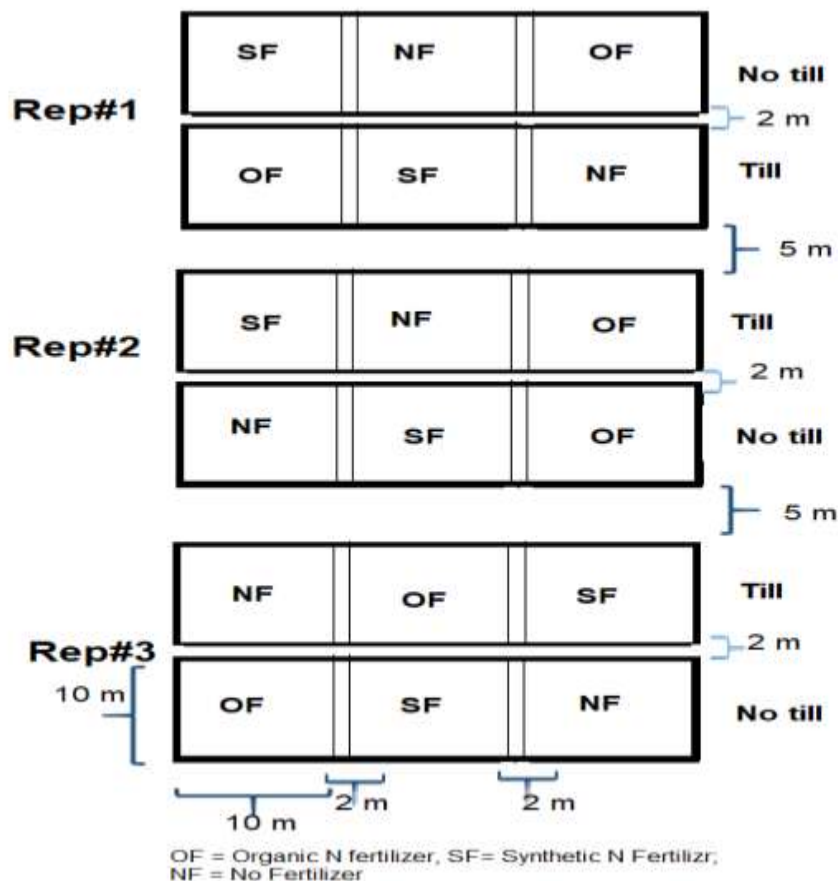 SF NF OF No till
Rep#1 2 m
OF SF NF Till
5 m
SF NF OF Till
Rep#2 2 m
NF SF OF No till
5 m
NF OF SF Till
Rep#3 2 m
10 m OF SF NF No till
2 m 2 m
10 m
OF = Organic N fertilizer, SF= Synthetic N Fertilizr;
NF = No Fertilizer